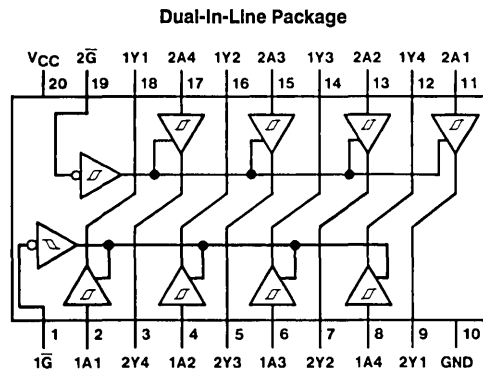 Dual-In-Line Package
VCC 2G̅ 1Y1 2A4 1Y2 2A3 1Y3 2A2 1Y4 2A1
20 19 18 17 16 15 14 13 12 11
1 2 3 4 5 6 7 8 9 10
1G̅ 1A1 2Y4 1A2 2Y3 1A3 2Y2 1A4 2Y1 GND